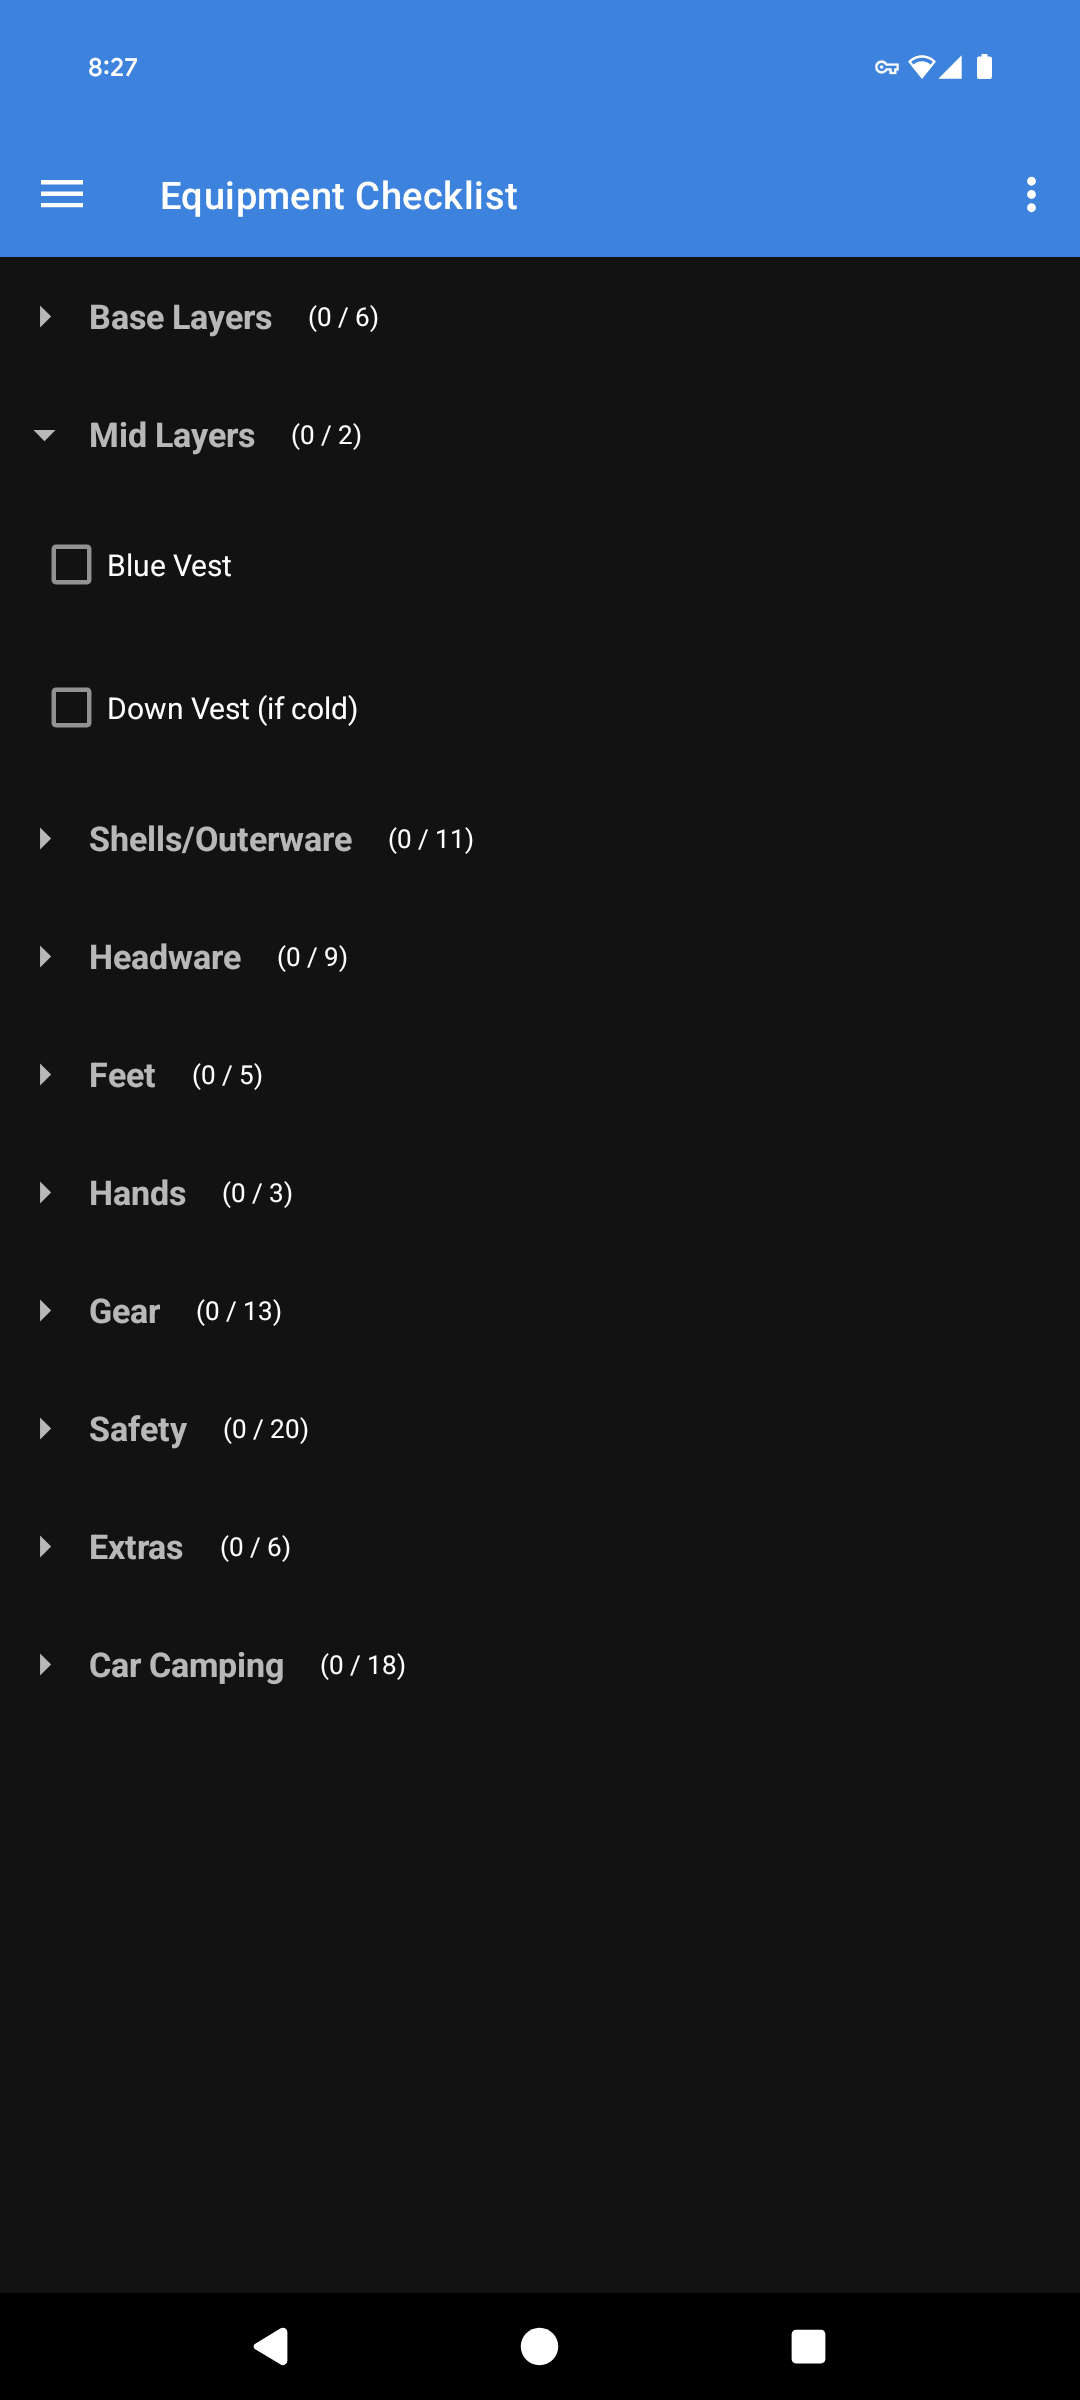 8:27
Equipment Checklist
Base Layers (0 / 6)
Mid Layers (0 / 2)
Blue Vest
Down Vest (if cold)
Shells/Outerware (0 / 11)
Headware (0 / 9)
Feet (0 / 5)
Hands (0 / 3)
Gear (0 / 13)
Safety (0 / 20)
Extras (0 / 6)
Car Camping (0 / 18)